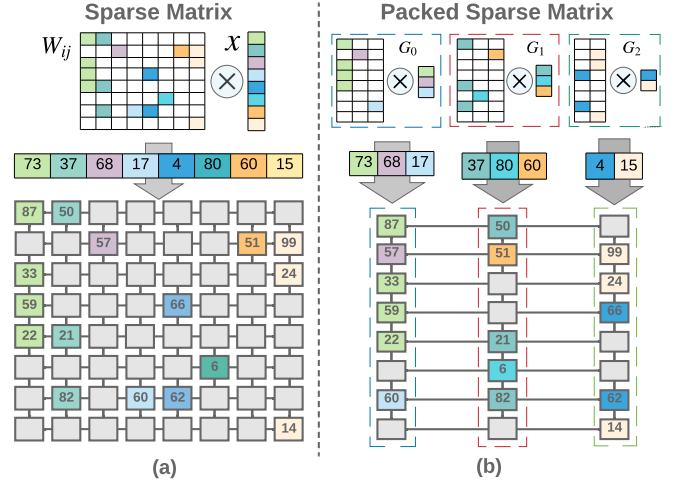 Sparse Matrix
W_ij x
73 37 68 17 4 80 60 15
87 50
57 51 99
33 24
59 66
22 21
6
82 60 62
14
(a)
Packed Sparse Matrix
G_0 G_1 G_2
73 68 17 37 80 60 4 15
87 50
57 51 99
33 24
59 66
22 21
6
60 82 62
14
(b)